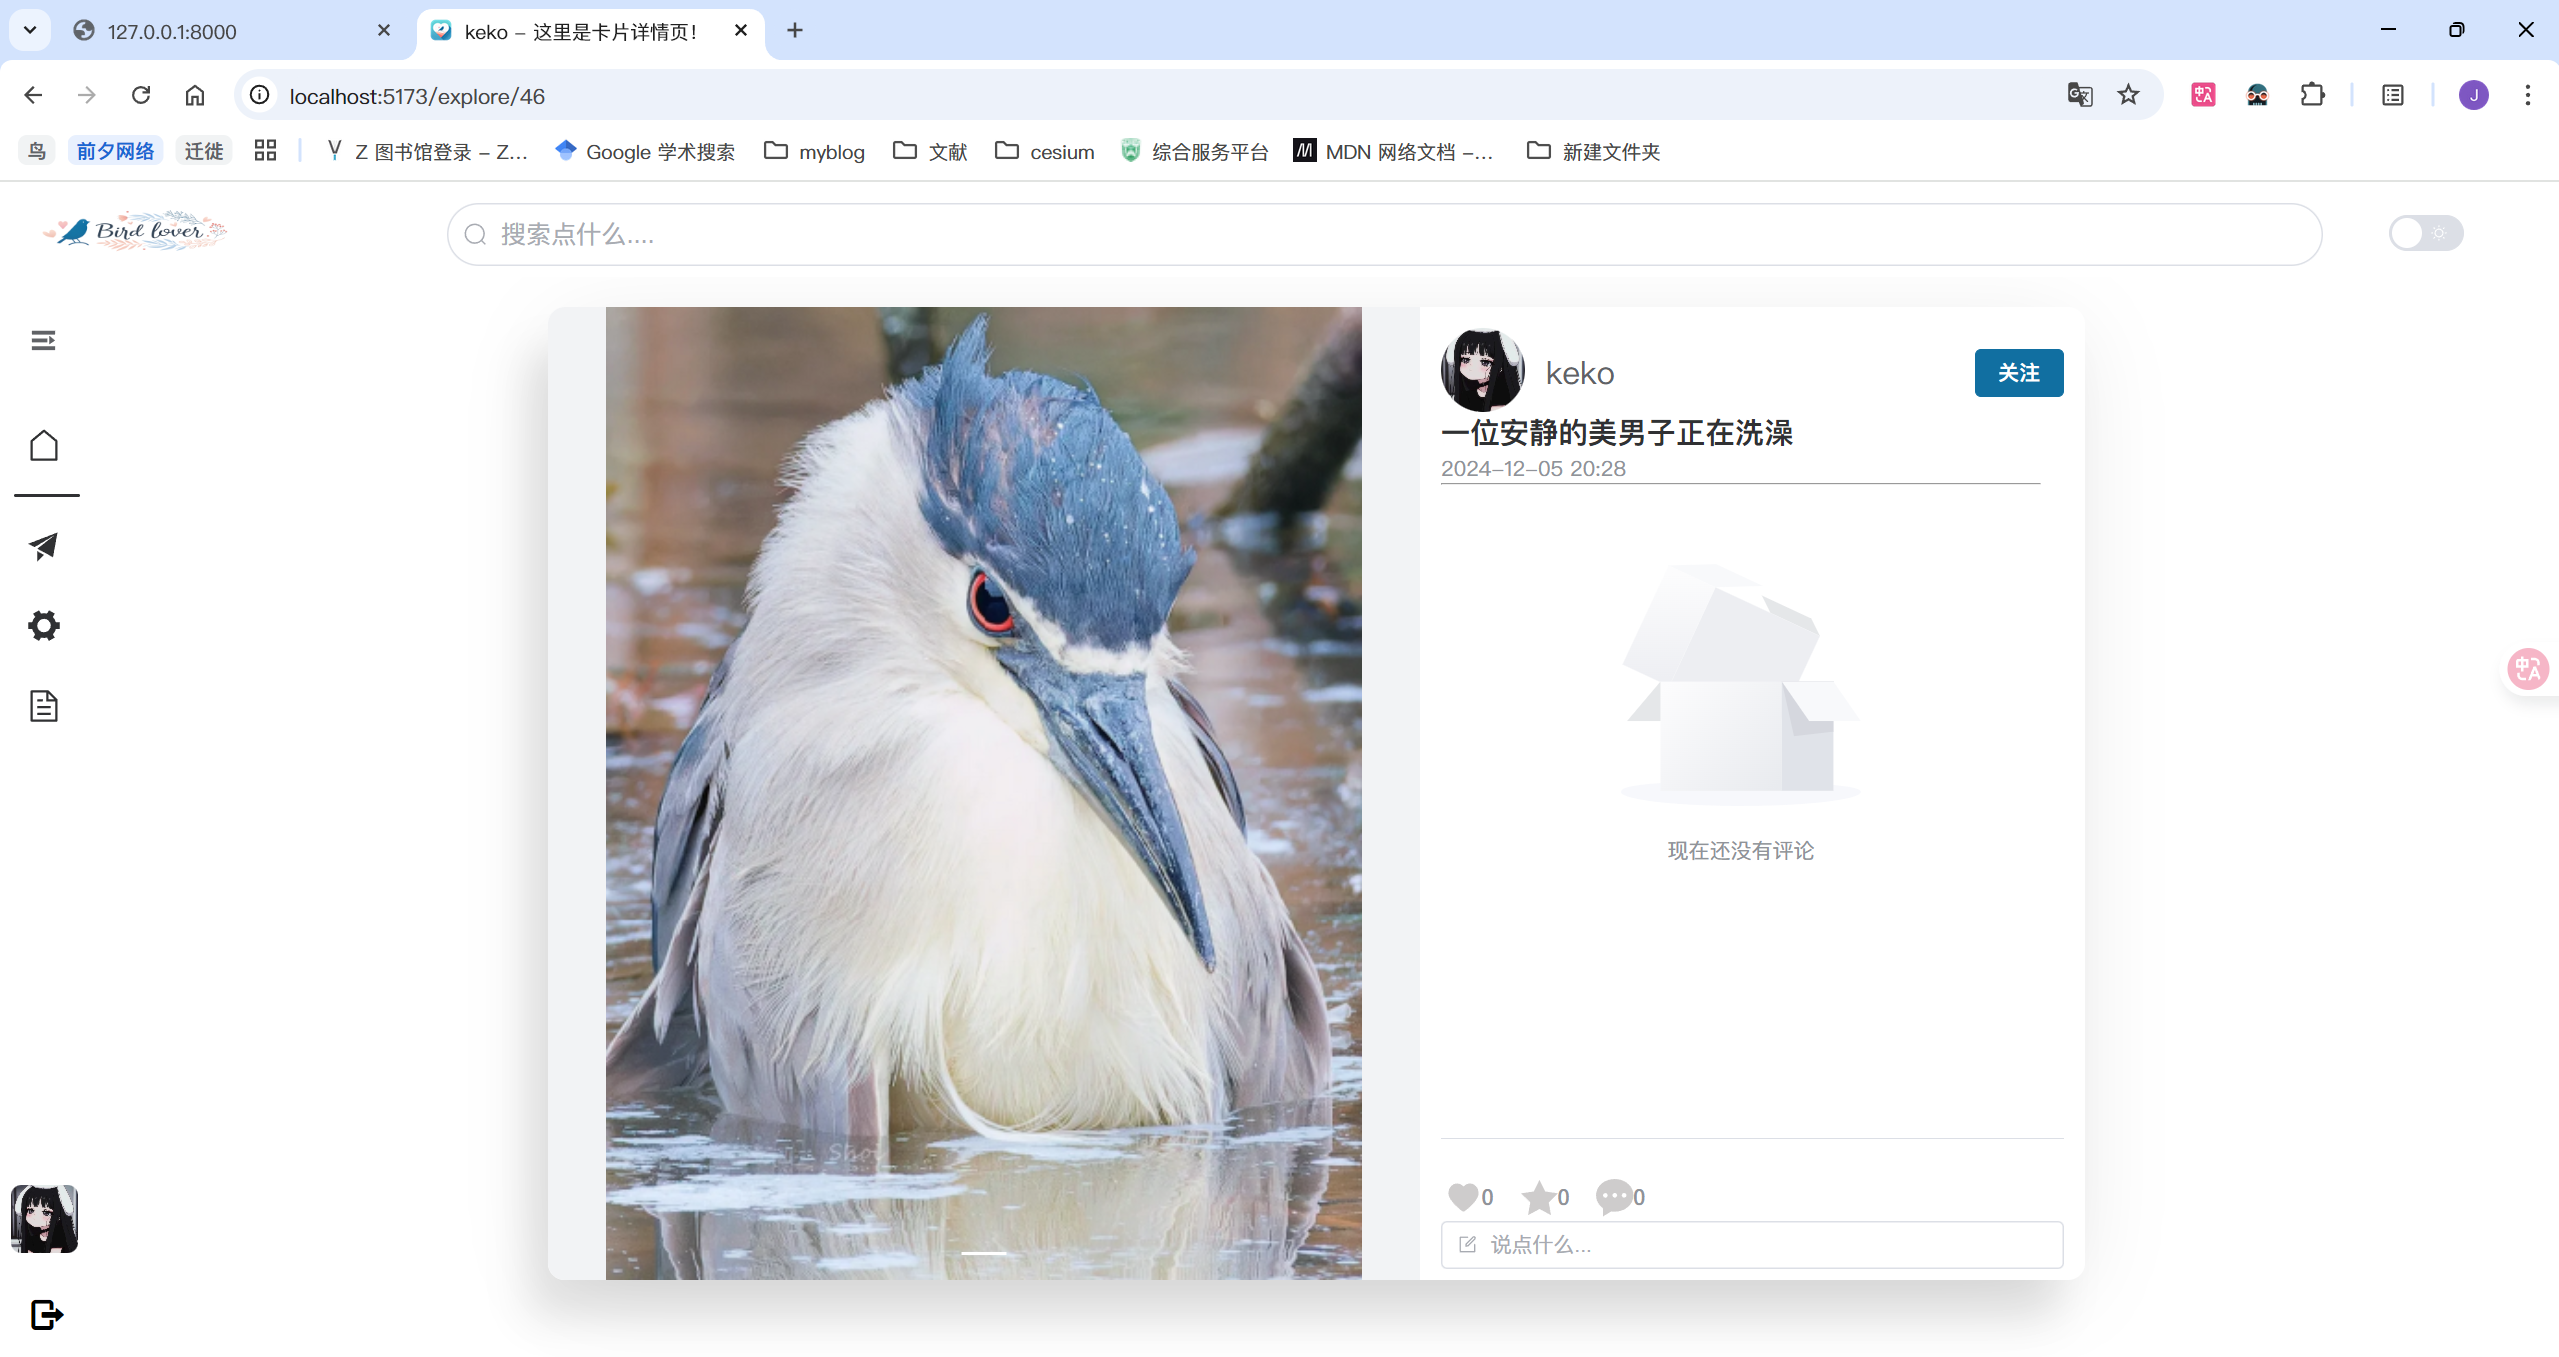 127.0.0.1:8000
keko – 这里是卡片详情页!
localhost:5173/explore/46
鸟
前夕网络
迁徙
Z 图书馆登录 – Z...
Google 学术搜索
myblog
文献
cesium
综合服务平台
MDN 网络文档 –...
新建文件夹
Bird lover
搜索点什么....
keko
关注
一位安静的美男子正在洗澡
2024–12–05 20:28
现在还没有评论
0
0
0
说点什么...